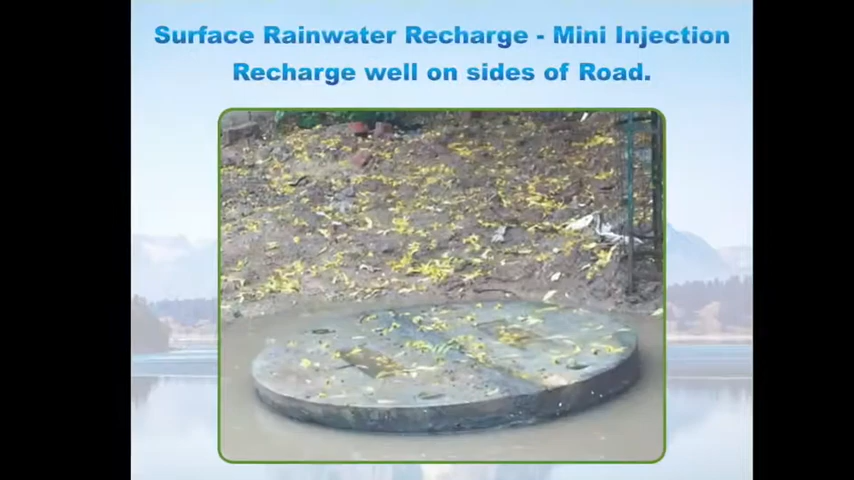 Surface Rainwater Recharge - Mini Injection
Recharge well on sides of Road.